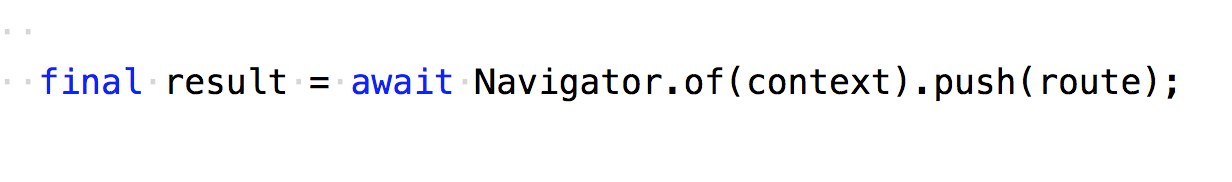 final result = await Navigator.of(context).push(route);